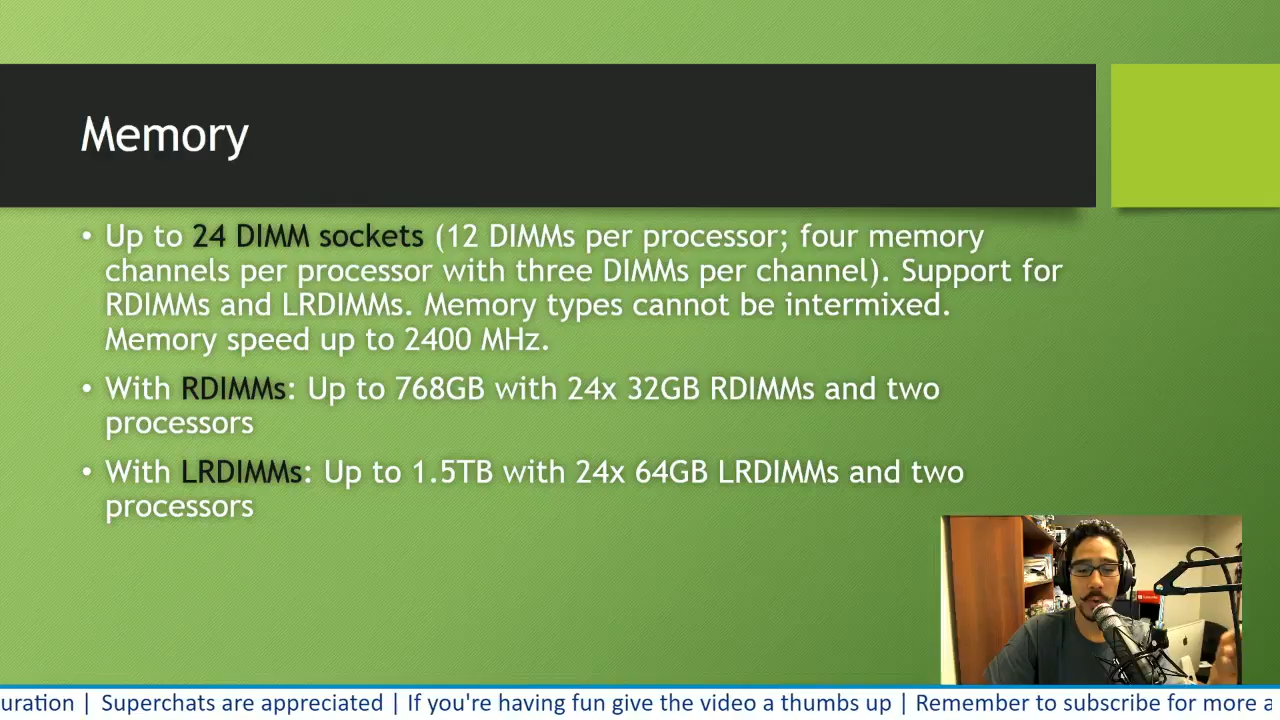 Memory
• Up to 24 DIMM sockets (12 DIMMs per processor; four memory
channels per processor with three DIMMs per channel). Support for
RDIMMs and LRDIMMs. Memory types cannot be intermixed.
Memory speed up to 2400 MHz.
• With RDIMMs: Up to 768GB with 24x 32GB RDIMMs and two
processors
• With LRDIMMs: Up to 1.5TB with 24x 64GB LRDIMMs and two
processors
uration | Superchats are appreciated | If you're having fun give the video a thumbs up | Remember to subscribe for more a